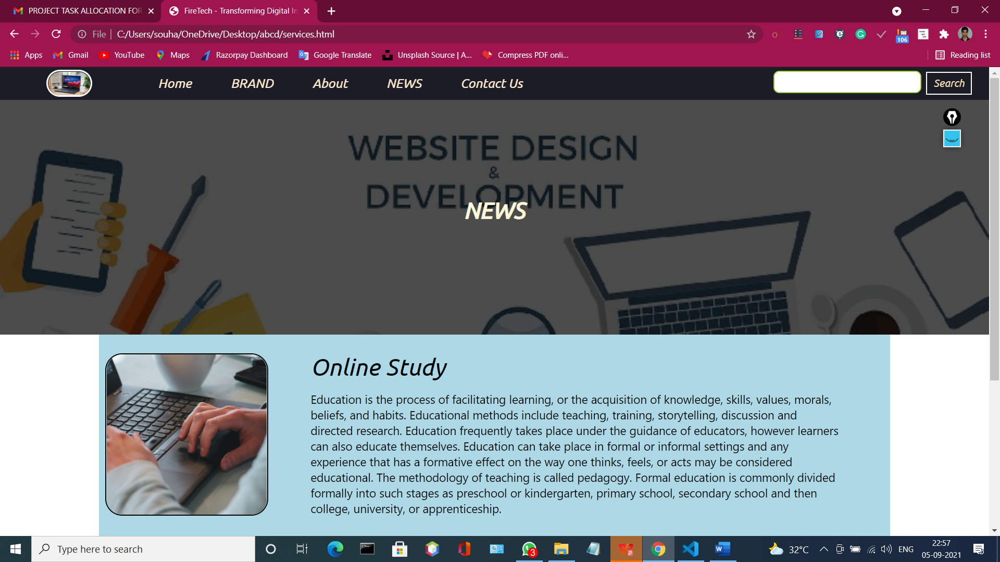 PROJECT TASK ALLOCATION FOR
FireTech - Transforming Digital In
File
C:/Users/souha/OneDrive/Desktop/abcd/services.html
106
Apps
Gmail
YouTube
Maps
Razorpay Dashboard
Google Translate
Unsplash Source | A...
Compress PDF onli...
Reading list
Home
BRAND
About
NEWS
Contact Us
Search
WEBSITE DESIGN
&
DEVELOPMENT
NEWS
Online Study
Education is the process of facilitating learning, or the acquisition of knowledge, skills, values, morals,
beliefs, and habits. Educational methods include teaching, training, storytelling, discussion and
directed research. Education frequently takes place under the guidance of educators, however learners
can also educate themselves. Education can take place in formal or informal settings and any
experience that has a formative effect on the way one thinks, feels, or acts may be considered
educational. The methodology of teaching is called pedagogy. Formal education is commonly divided
formally into such stages as preschool or kindergarten, primary school, secondary school and then
college, university, or apprenticeship.
Type here to search
3
32°C
ENG
22:57
05-09-2021